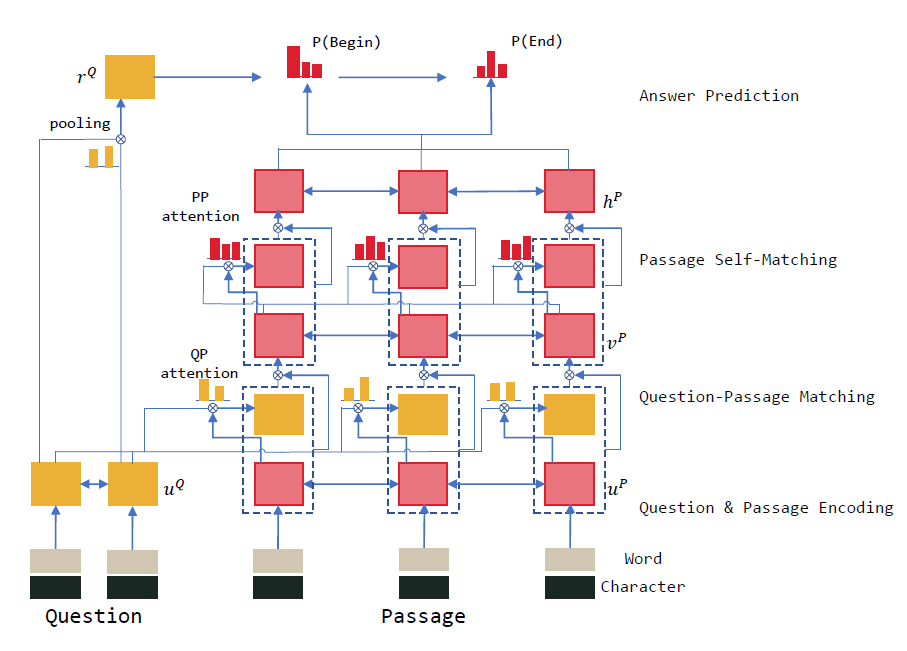 P(Begin)
P(End)
r^Q
Answer Prediction
pooling
PP
attention
h^P
Passage Self-Matching
v^P
QP
attention
Question-Passage Matching
u^Q
u^P
Question & Passage Encoding
Word
Character
Question
Passage